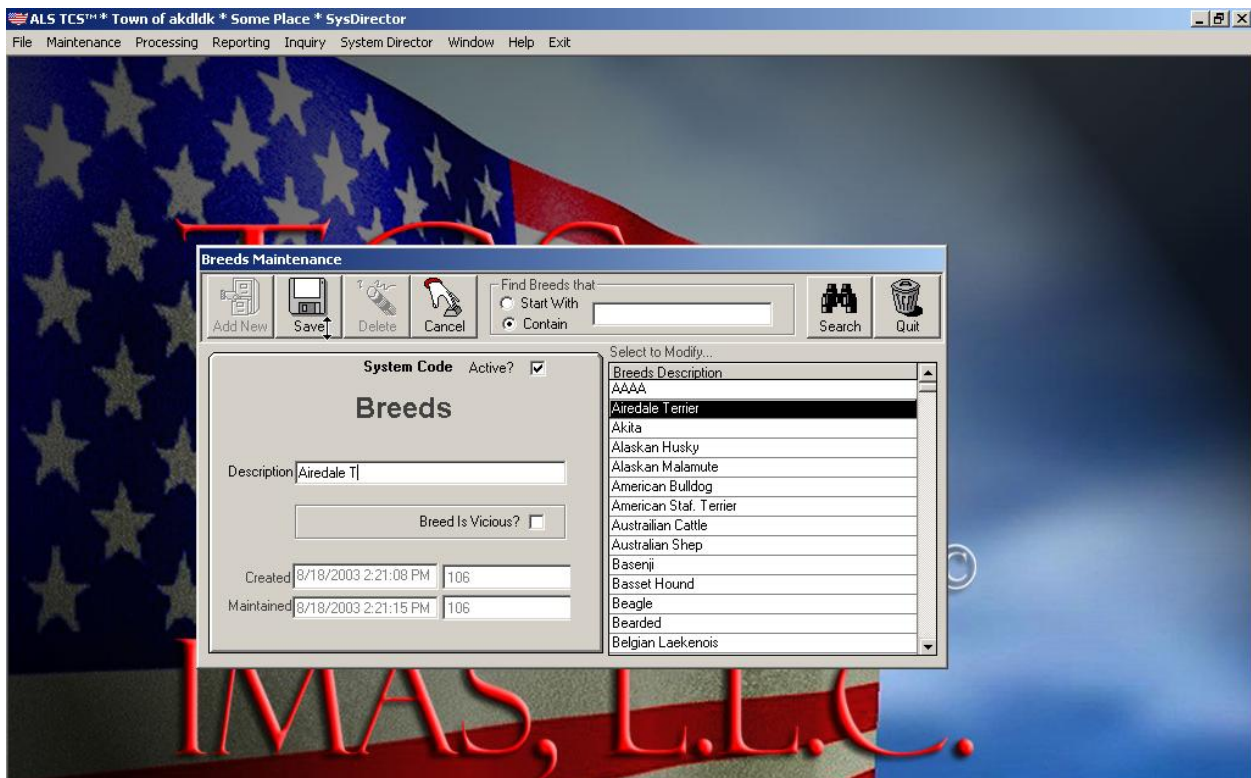 ALS TCS™ * Town of akdldk * Some Place * SysDirector
File Maintenance Processing Reporting Inquiry System Director Window Help Exit
Breeds Maintenance
Add New
Save
Delete
Cancel
Find Breeds that
Start With
Contain
Search
Quit
System Code Active?
Breeds
Description Airedale T
Breed Is Vicious?
Created 8/18/2003 2:21:08 PM 106
Maintained 8/18/2003 2:21:15 PM 106
Select to Modify...
Breeds Description
AAAA
Airedale Terrier
Akita
Alaskan Husky
Alaskan Malamute
American Bulldog
American Staf. Terrier
Austrailian Cattle
Australian Shep
Basenji
Basset Hound
Beagle
Bearded
Belgian Laekenois
©
IMAS, L.L.C.